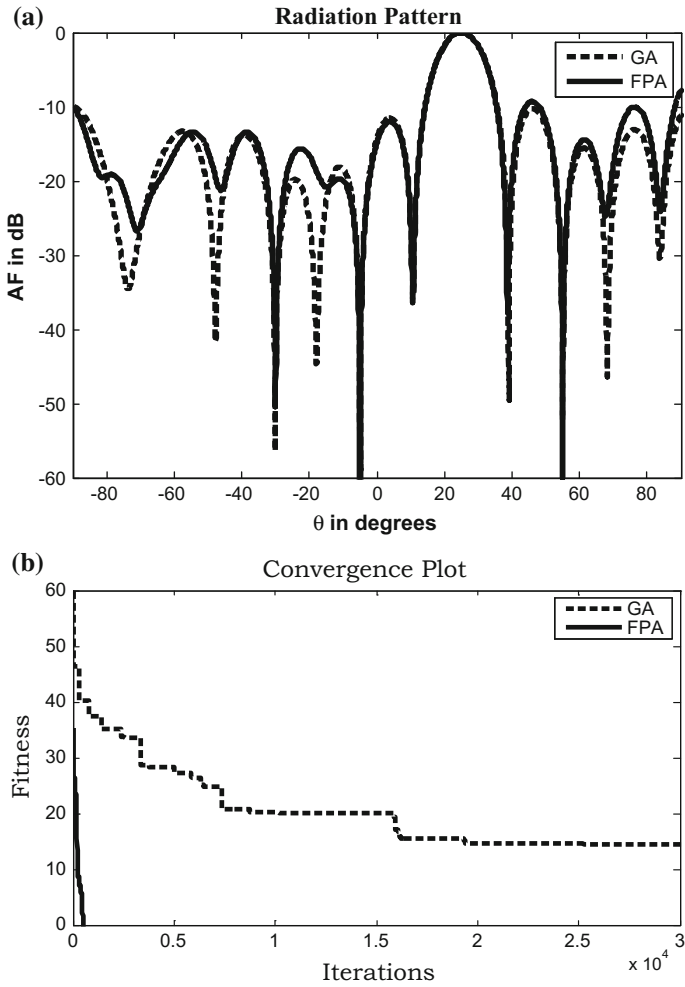 (a)
Radiation Pattern
0
-10
-20
-30
-40
-50
-60
AF in dB
GA
FPA
-80 -60 -40 -20 0 20 40 60 80
θ in degrees
(b)
Convergence Plot
60
50
40
30
20
10
0
Fitness
GA
FPA
0 0.5 1 1.5 2 2.5 3
x 10^4
Iterations